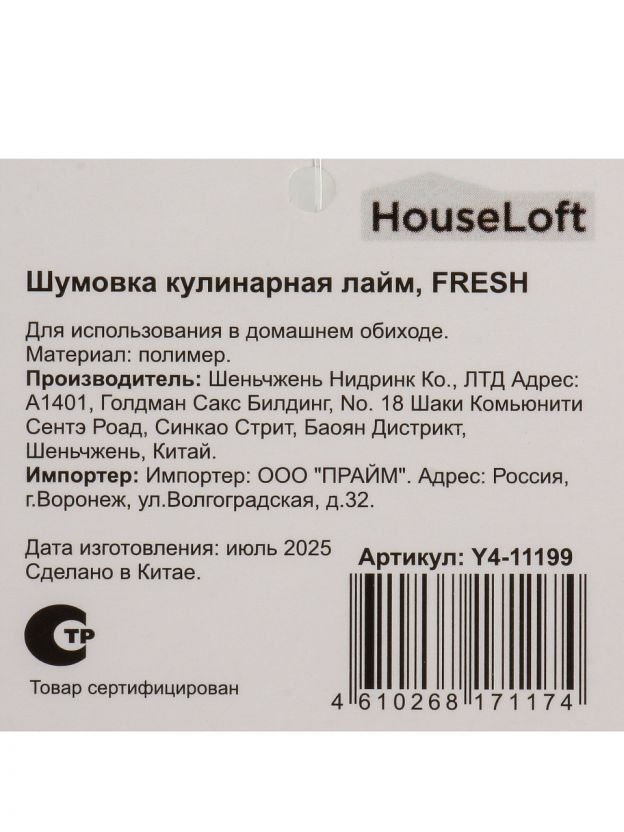 HouseLoft
Шумовка кулинарная лайм, FRESH
Для использования в домашнем обиходе.
Материал: полимер.
Производитель: Шеньчжень Нидринк Ко., ЛТД Адрес:
А1401, Голдман Сакс Билдинг, No. 18 Шаки Комьюнити
Сентэ Роад, Синкао Стрит, Баоян Дистрикт,
Шеньчжень, Китай.
Импортер: Импортер: ООО "ПРАЙМ". Адрес: Россия,
г.Воронеж, ул.Волгоградская, д.32.
Дата изготовления: июль 2025
Сделано в Китае.
Артикул: Y4-11199
СТР
Товар сертифицирован
4 610268 171174